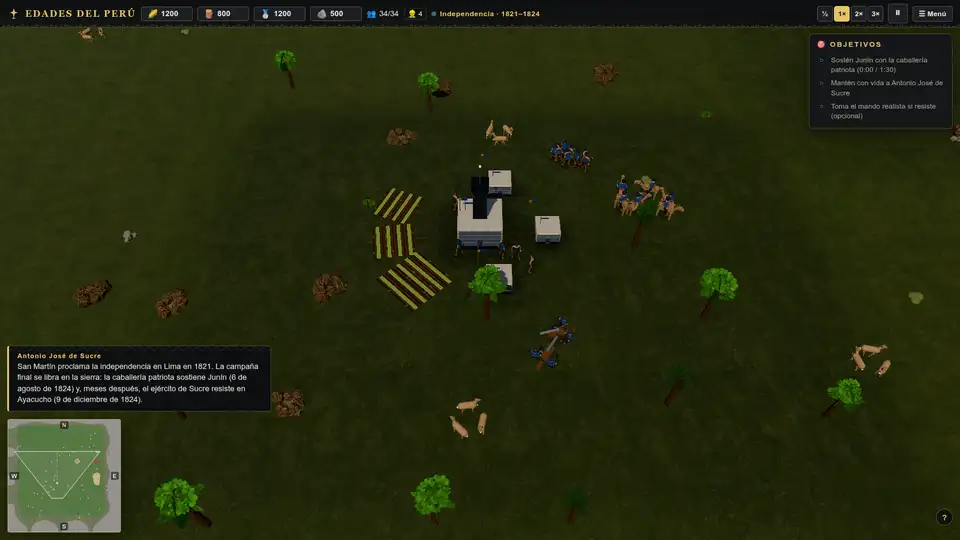 EDADES DEL PERÚ
1200
800
1200
500
34/34
4
Independencia · 1821–1824
½
1×
2×
3×
☰ Menú
OBJETIVOS
Sostén Junín con la caballería
patriota (0:00 / 1:30)
Mantén con vida a Antonio José de
Sucre
Toma el mando realista si resiste
(opcional)
Antonio José de Sucre
San Martín proclama la independencia en Lima en 1821. La campaña
final se libra en la sierra: la caballería patriota sostiene Junín (6 de
agosto de 1824) y, meses después, el ejército de Sucre resiste en
Ayacucho (9 de diciembre de 1824).
N
W
E
S
?